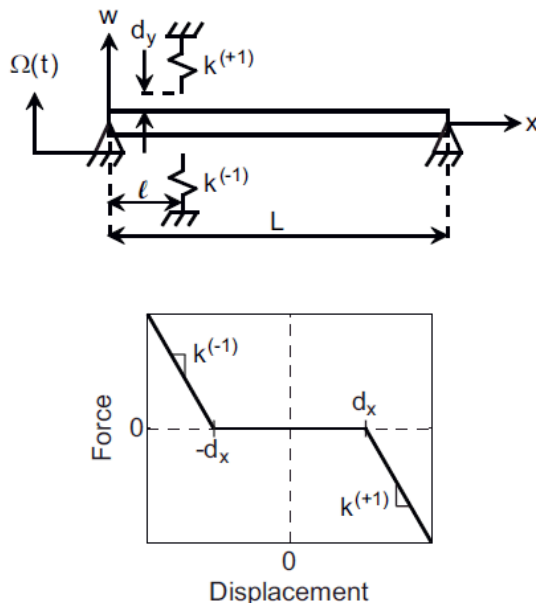 w
d_y
k^(+1)
Ω(t)
x
k^(-1)
ℓ
L
k^(-1)
d_x
0
-d_x
k^(+1)
Force
0
Displacement